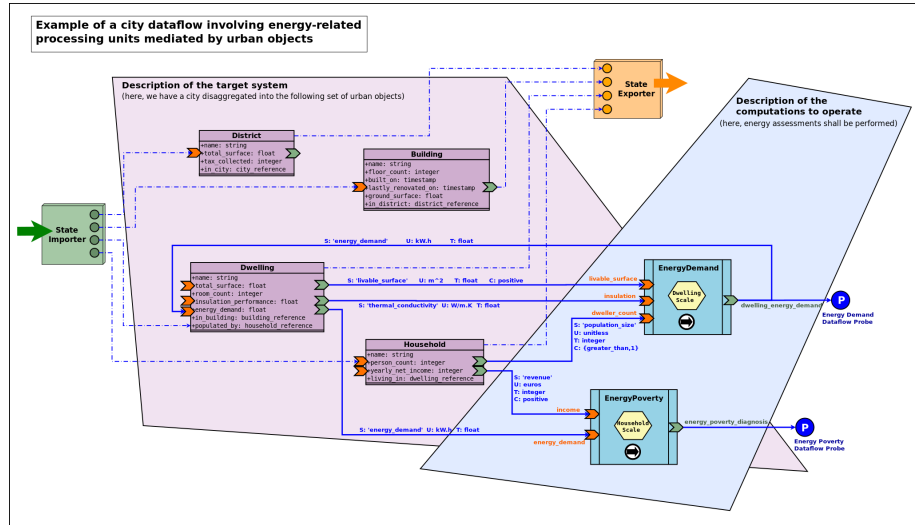 Example of a city dataflow involving energy-related
processing units mediated by urban objects
Description of the target system
(here, we have a city disaggregated into the following set of urban objects)
State
Exporter
Description of the
computations to operate
(here, energy assessments shall be performed)
District
+name: string
+total_surface: float
+tax_collected: integer
+in_city: city_reference
Building
+name: string
+floor_count: integer
+built_on: timestamp
+lastly_renovated_on: timestamp
+ground_surface: float
+in_district: district_reference
State
Importer
S: 'energy_demand' U: kW.h T: float
Dwelling
+name: string
+total_surface: float
+room_count: integer
+insulation_performance: float
+energy_demand: float
+in_building: building_reference
+populated_by: household_reference
S: 'livable_surface' U: m^2 T: float C: positive
S: 'thermal_conductivity' U: W/m.K T: float
livable_surface
insulation
dweller_count
EnergyDemand
Dwelling
Scale
dwelling_energy_demand
P
Energy Demand
Dataflow Probe
S: 'population_size'
U: unitless
T: integer
C: {greater_than,1}
Household
+name: string
+person_count: integer
+yearly_net_income: integer
+living_in: dwelling_reference
S: 'revenue'
U: euros
T: integer
C: positive
income
S: 'energy_demand' U: kW.h T: float
energy_demand
EnergyPoverty
Household
Scale
energy_poverty_diagnosis
P
Energy Poverty
Dataflow Probe